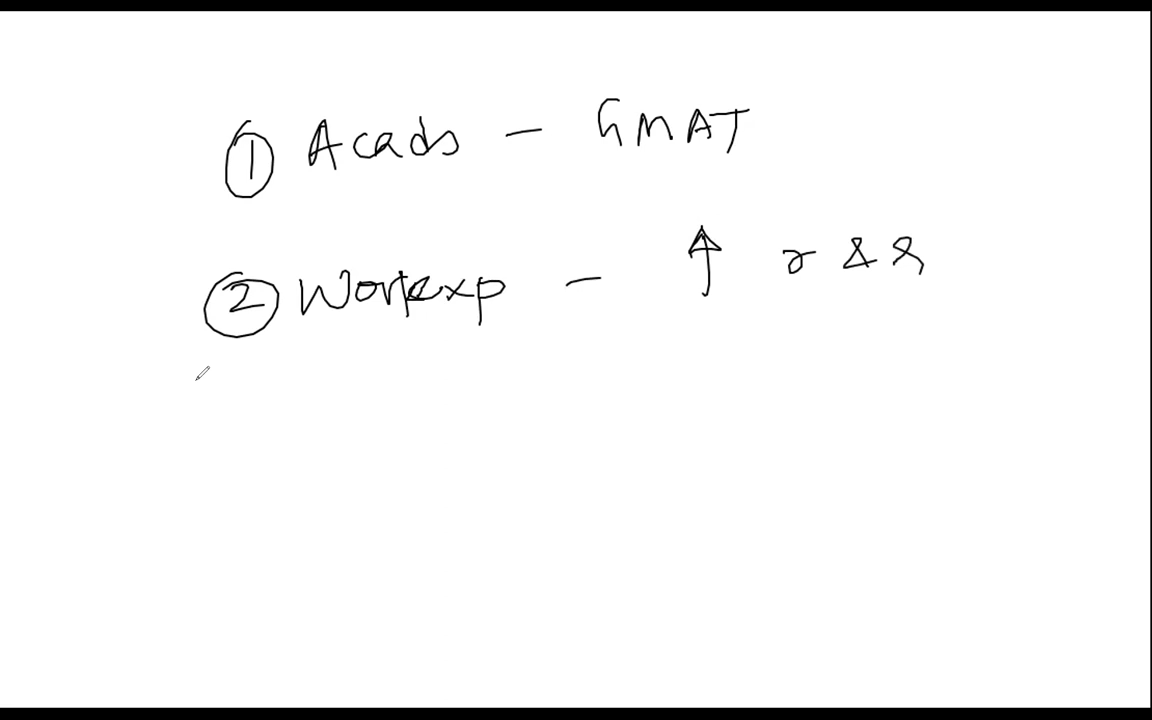 ① Acads - GMAT
② Workexp - ↑ r & R